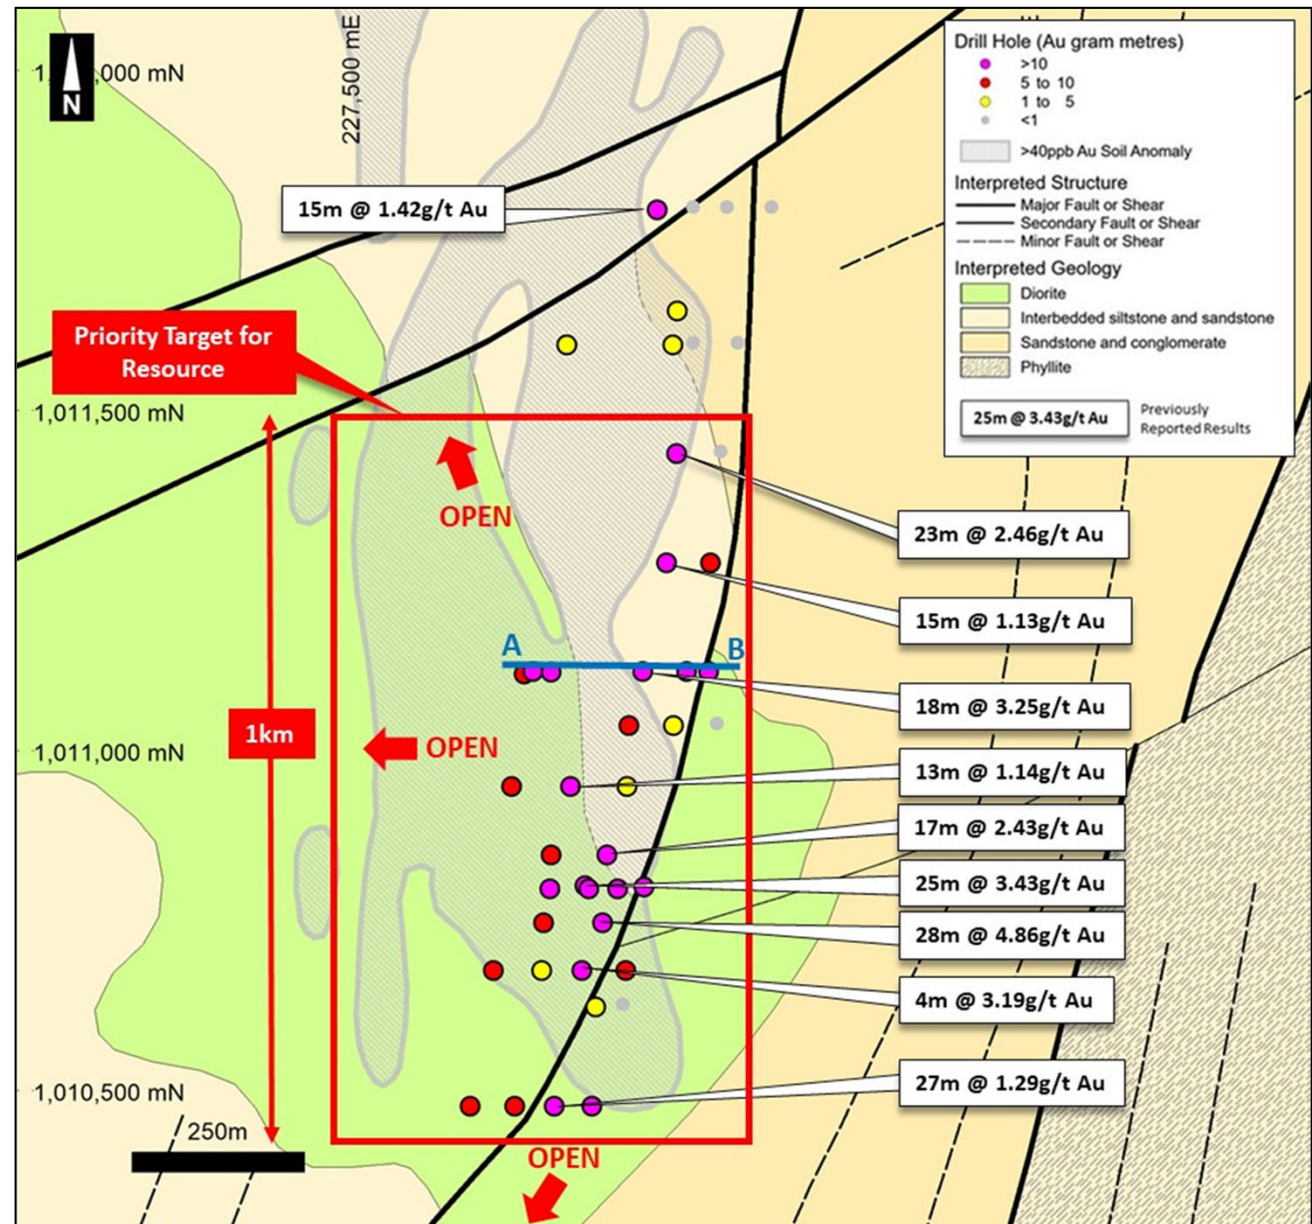 227,500 mE
E
N
1,
,000 mN
Drill Hole (Au gram metres)
>10
5 to 10
1 to 5
<1
>40ppb Au Soil Anomaly
Interpreted Structure
Major Fault or Shear
Secondary Fault or Shear
Minor Fault or Shear
Interpreted Geology
Diorite
Interbedded siltstone and sandstone
Sandstone and conglomerate
Phyllite
25m @ 3.43g/t Au
Previously
Reported Results
15m @ 1.42g/t Au
Priority Target for
Resource
1,011,500 mN
OPEN
23m @ 2.46g/t Au
15m @ 1.13g/t Au
A
B
18m @ 3.25g/t Au
1km
OPEN
1,011,000 mN
13m @ 1.14g/t Au
17m @ 2.43g/t Au
25m @ 3.43g/t Au
28m @ 4.86g/t Au
4m @ 3.19g/t Au
27m @ 1.29g/t Au
1,010,500 mN
250m
OPEN